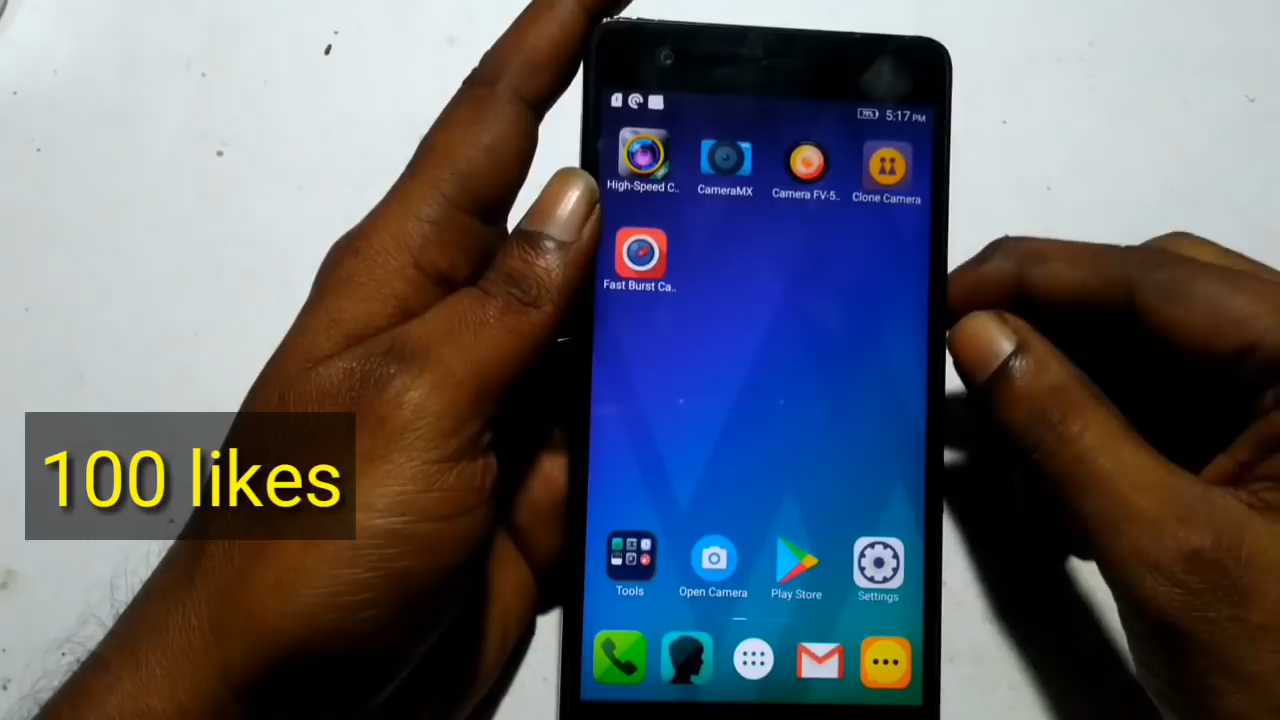 79%
5:17 PM
High-Speed C..
CameraMX
Camera FV-5..
Clone Camera
Fast Burst Ca..
100 likes
Tools
Open Camera
Play Store
Settings